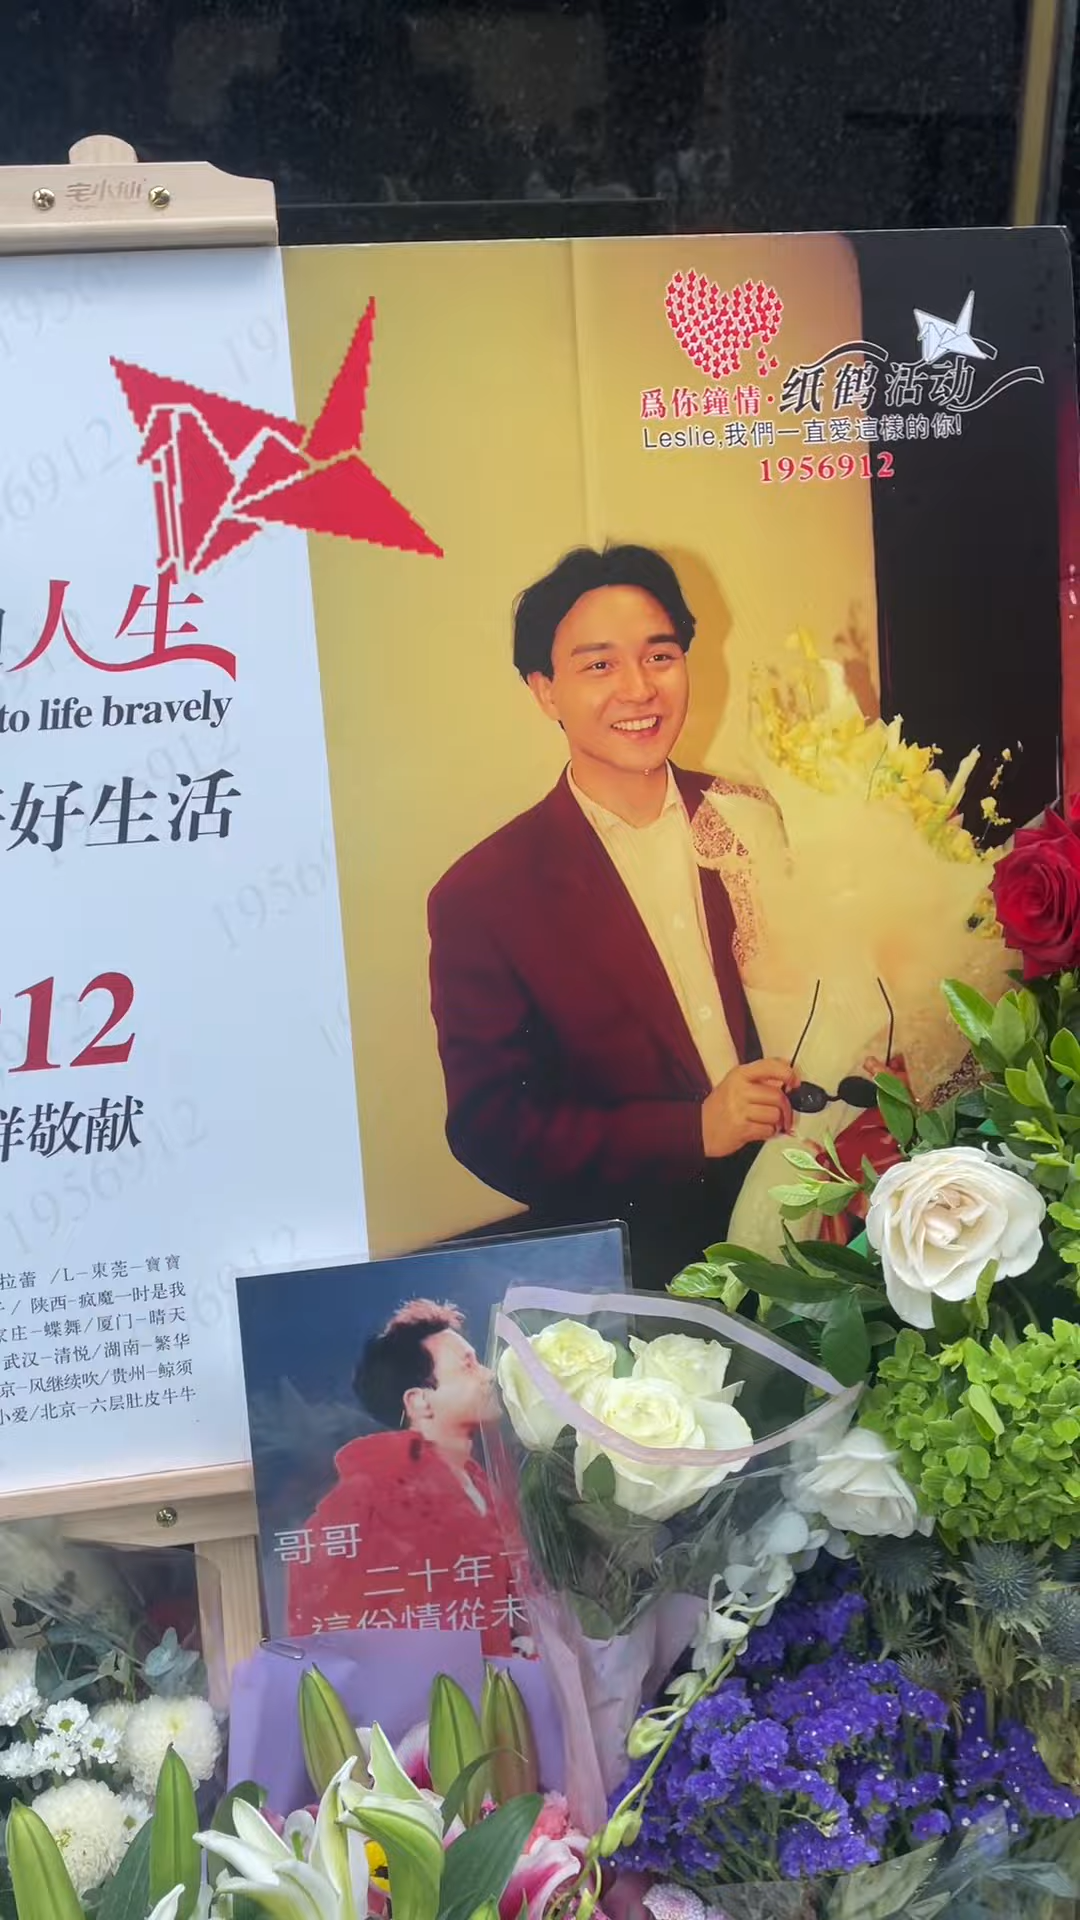 宅小仙
爲你鐘情·纸鹤活动
Leslie,我們一直愛這樣的你!
1956912
人生
to life bravely
好生活
12
敬献
拉蕾 /L-東莞-寶寶
/ 陕西-疯魔一时是我
家庄-蝶舞/厦门-晴天
武汉-清悦/湖南-繁华
京-风继续吹/贵州-鲸须
小爱/北京-六层肚皮牛牛
哥哥
二十年了
這份情從未